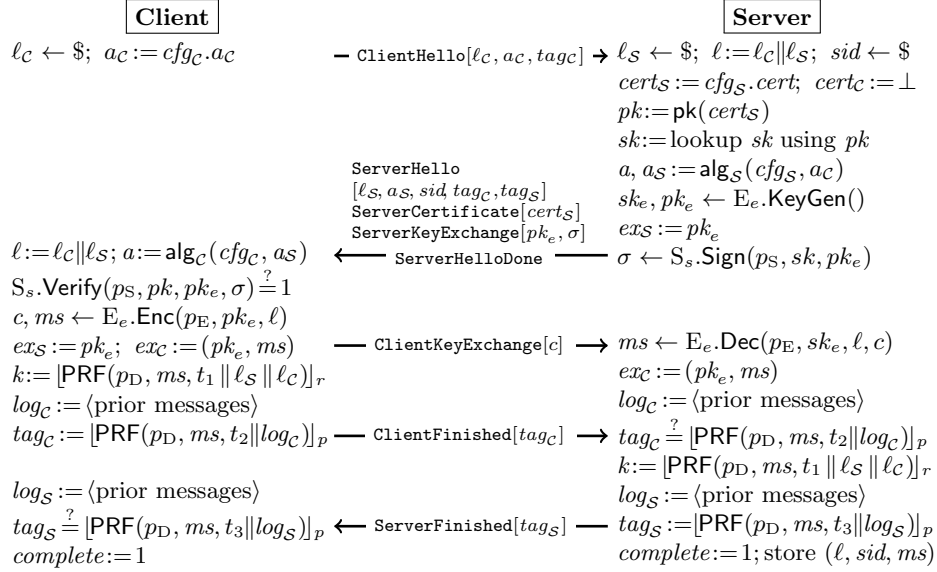 Client Server
ℓ_C ← $; a_C := cfg_C.a_C ClientHello[ℓ_C, a_C, tag_C] ℓ_S ← $; ℓ := ℓ_C‖ℓ_S; sid ← $
cert_S := cfg_S.cert; cert_C := ⊥
pk := pk(cert_S)
sk := lookup sk using pk
a, a_S := alg_S(cfg_S, a_C)
sk_e, pk_e ← E_e.KeyGen()
ex_S := pk_e
ServerHello
[ℓ_S, a_S, sid, tag_C, tag_S]
ServerCertificate[cert_S]
ServerKeyExchange[pk_e, σ]
ℓ := ℓ_C‖ℓ_S; a := alg_C(cfg_C, a_S) ServerHelloDone σ ← S_s.Sign(p_S, sk, pk_e)
S_s.Verify(p_S, pk, pk_e, σ) ≟ 1
c, ms ← E_e.Enc(p_E, pk_e, ℓ)
ex_S := pk_e; ex_C := (pk_e, ms) ClientKeyExchange[c] ms ← E_e.Dec(p_E, sk_e, ℓ, c)
k := ⌊PRF(p_D, ms, t_1 ‖ ℓ_S ‖ ℓ_C)⌋_r ex_C := (pk_e, ms)
log_C := ⟨prior messages⟩ log_C := ⟨prior messages⟩
tag_C := ⌊PRF(p_D, ms, t_2‖log_C)⌋_p ClientFinished[tag_C] tag_C ≟ ⌊PRF(p_D, ms, t_2‖log_C)⌋_p
k := ⌊PRF(p_D, ms, t_1 ‖ ℓ_S ‖ ℓ_C)⌋_r
log_S := ⟨prior messages⟩ log_S := ⟨prior messages⟩
tag_S ≟ ⌊PRF(p_D, ms, t_3‖log_S)⌋_p ServerFinished[tag_S] tag_S := ⌊PRF(p_D, ms, t_3‖log_S)⌋_p
complete := 1 complete := 1; store (ℓ, sid, ms)